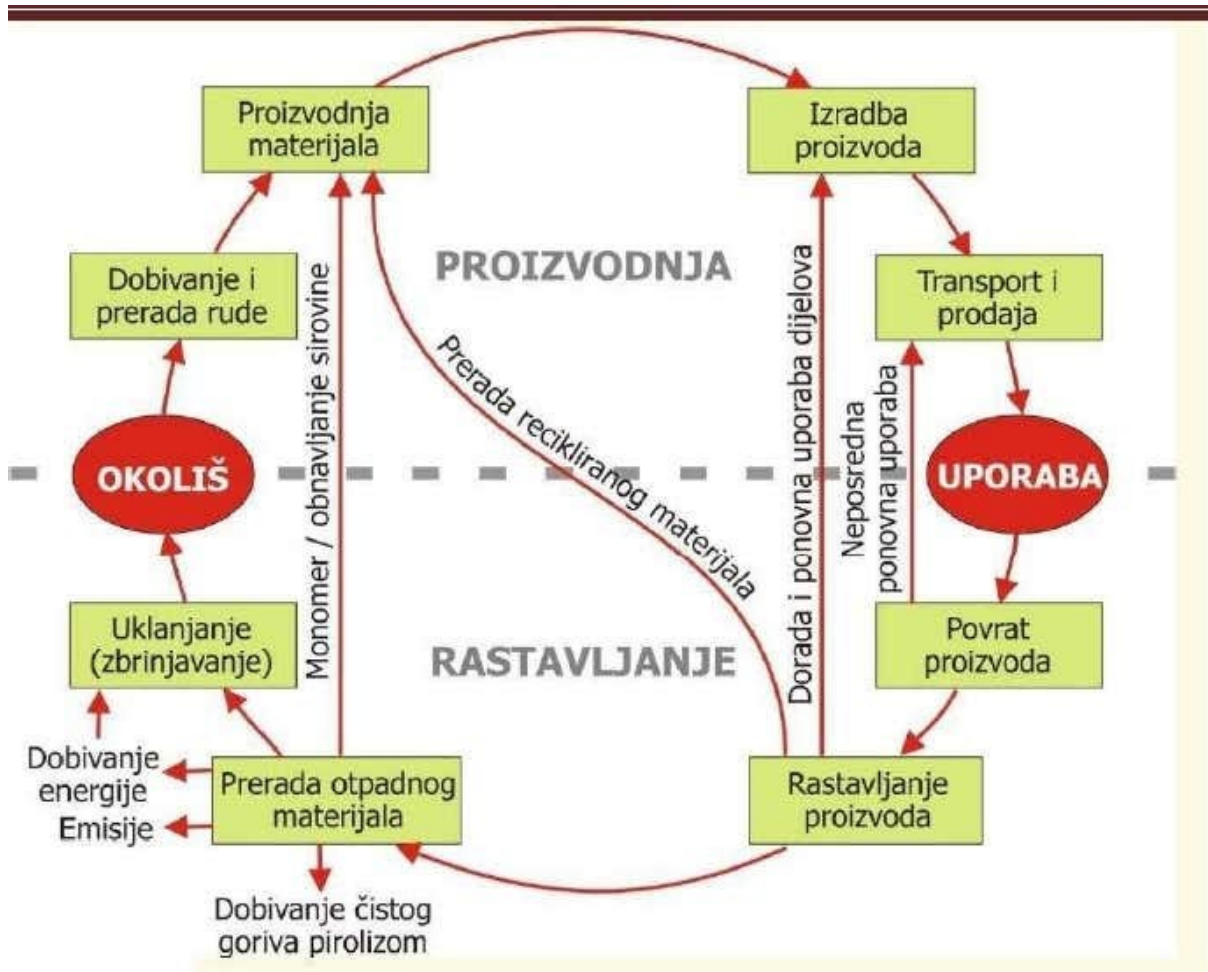 Proizvodnja
materijala
Izradba
proizvoda
Dobivanje i
prerada rude
PROIZVODNJA
Transport i
prodaja
Monomer / obnavljanje sirovine
Prerada recikliranog materijala
Dorada i ponovna uporaba dijelova
Neposredna
ponovna uporaba
OKOLIŠ
UPORABA
Uklanjanje
(zbrinjavanje)
RASTAVLJANJE
Povrat
proizvoda
Dobivanje
energije
Emisije
Prerada otpadnog
materijala
Rastavljanje
proizvoda
Dobivanje čistog
goriva pirolizom